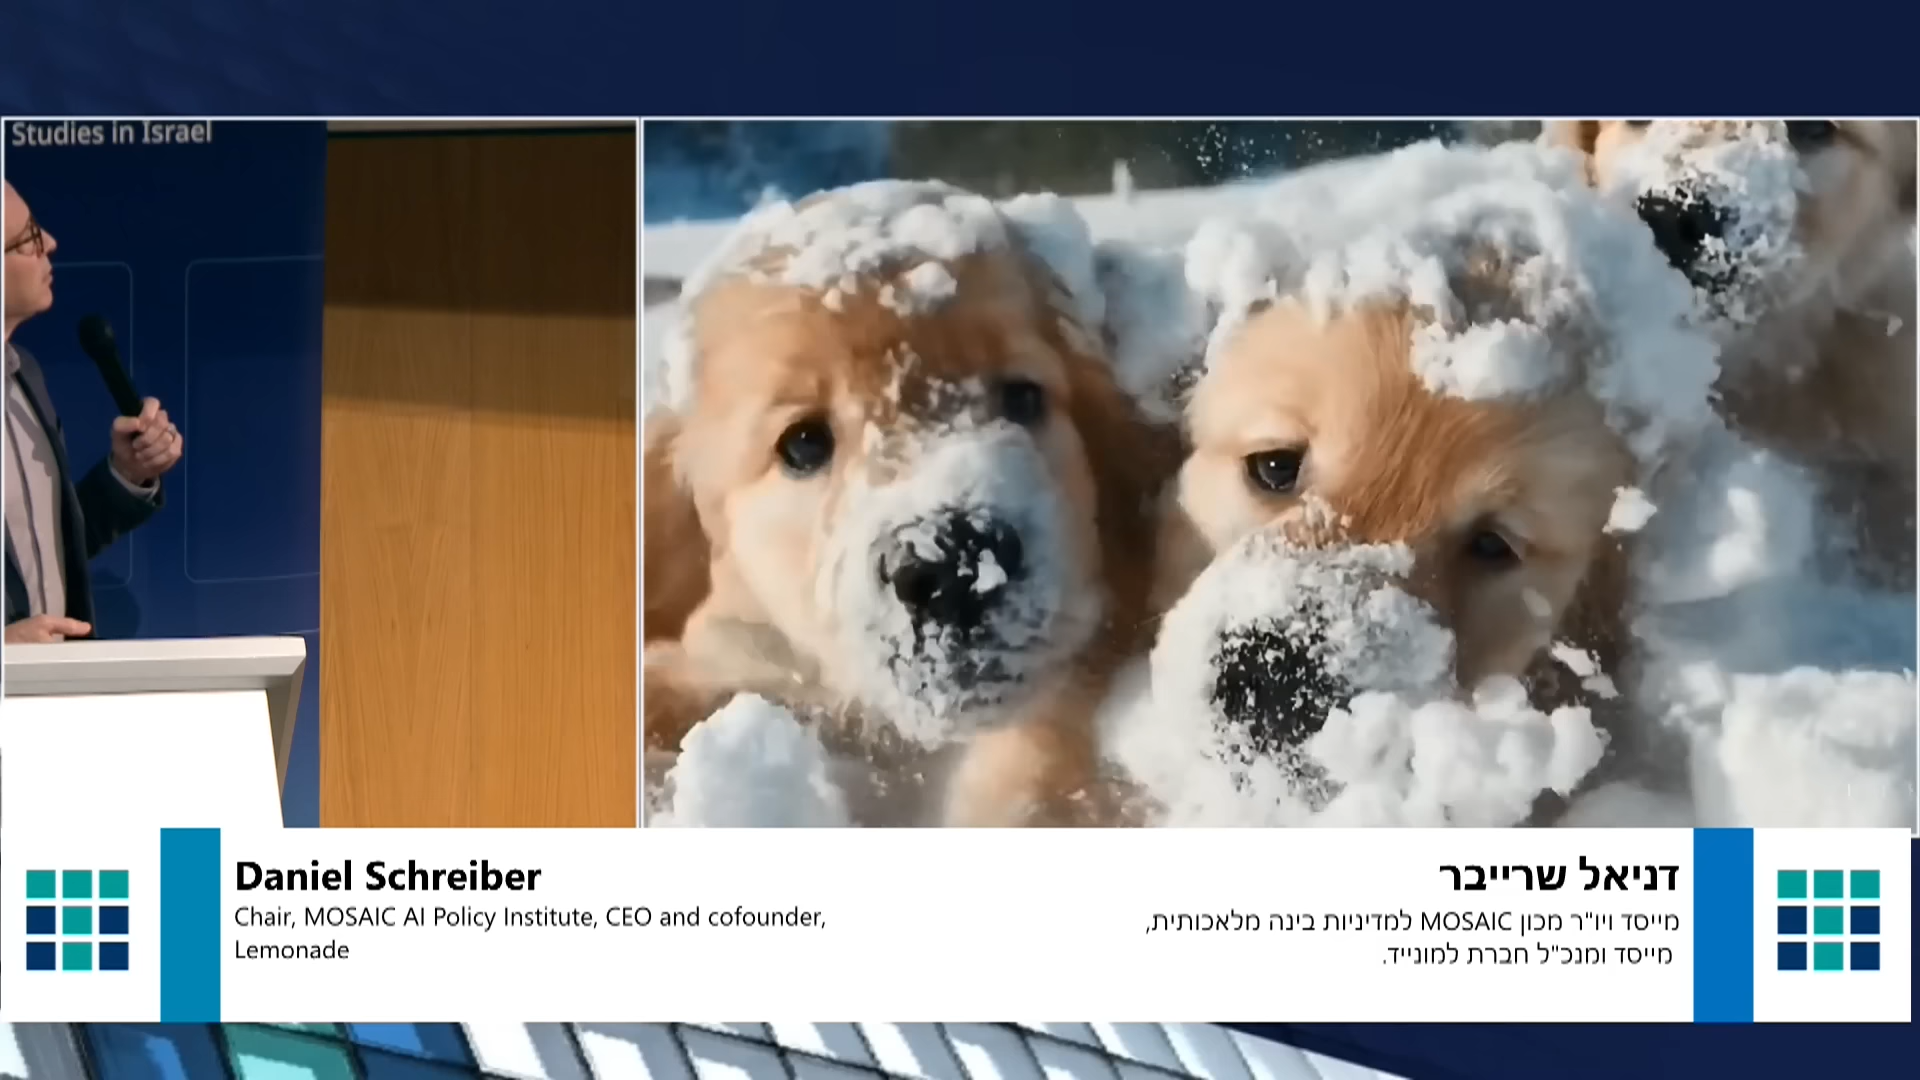 Studies in Israel
Daniel Schreiber
Chair, MOSAIC AI Policy Institute, CEO and cofounder,
Lemonade
דניאל שרייבר
מייסד ויו"ר מכון MOSAIC למדיניות בינה מלאכותית,
מייסד ומנכ"ל חברת למונייד.